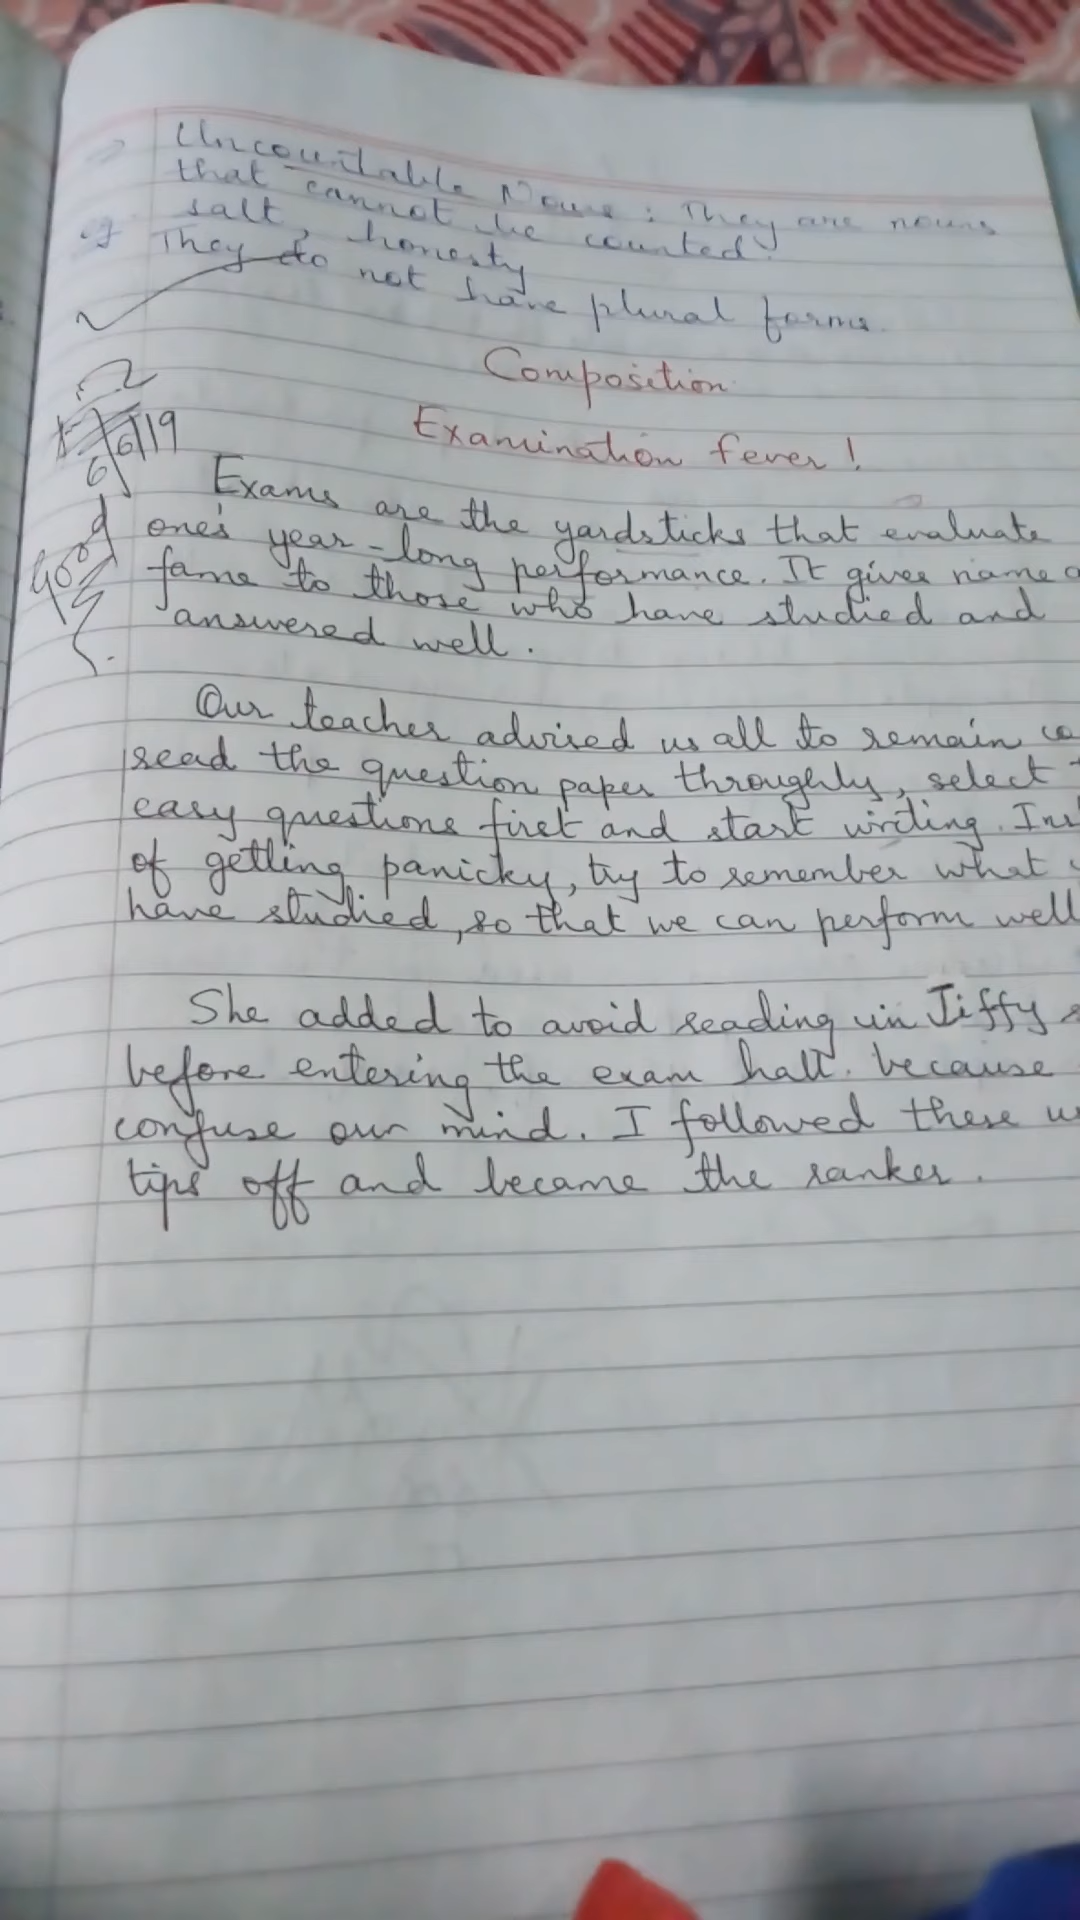 ⇒ Uncountable Nouns : They are nouns
that cannot be counted.
eg salt, honesty
They do not have plural forms.
Composition
Examination fever!
6/6/19
Good
Exams are the yardsticks that evaluate
one's year-long performance. It gives name
fame to those who have studied and
answered well.
Our teacher advised us all to remain
read the question paper throughly, select
easy questions first and start writing.
of getting panicky, try to remember what
have studied, so that we can perform well
She added to avoid reading in Jiffy
before entering the exam hall. because
confuse our mind. I followed these
tips off and became the ranker.